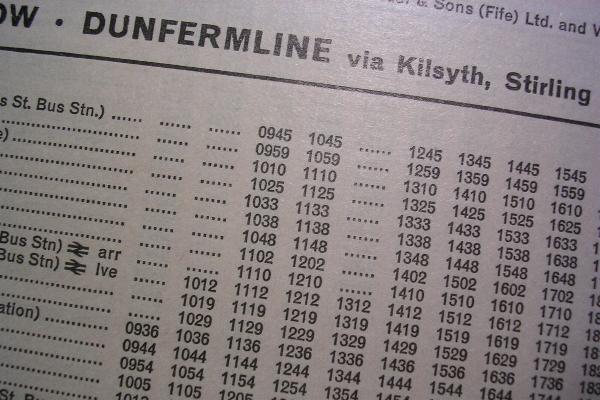 & Sons (Fife) Ltd. and
OW · DUNFERMLINE via Kilsyth, Stirling
s St. Bus Stn.) ...... ...... ...... 0945 1045 ...... 1245 1345 1445 1545
...... ...... 0959 1059 ...... 1259 1359 1459 1559
...... ...... 1010 1110 ...... 1310 1410 1510 1610
...... ...... 1025 1125 ...... 1325 1425 1525 1625
...... ...... 1033 1133 ...... 1333 1433 1533 1633
...... ...... 1038 1138 ...... 1338 1438 1538 1638
...... ...... 1048 1148 ...... 1348 1448 1548 1648
Bus Stn) arr ...... ...... 1102 1202 ...... 1402 1502 1602 1702
Bus Stn) lve ...... ...... 1110 1210 ...... 1410 1510 1610 1710
...... 1012 1112 1212 1312 1412 1512 1612 1712
...... 1019 1119 1219 1319 1419 1519 1619 1719
...... 1029 1129 1229 1329 1429 1529 1629 1729
ation) ...... 0936 1036 1136 1236 1336 1436 1536 1636 1736
...... 0944 1044 1144 1244 1344 1444 1544 1644
...... 0954 1054 1154 1254 1354
...... 1005 1105 1205